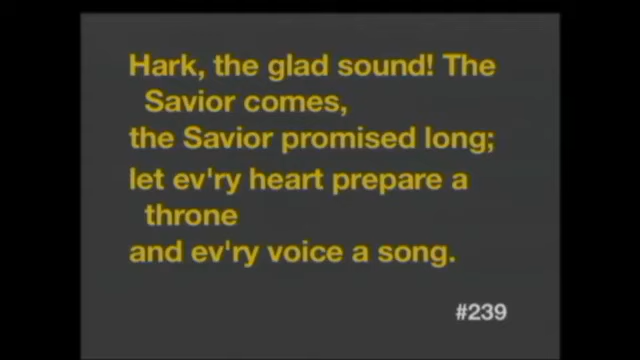 Hark, the glad sound! The
Savior comes,
the Savior promised long;
let ev'ry heart prepare a
throne
and ev'ry voice a song.
#239